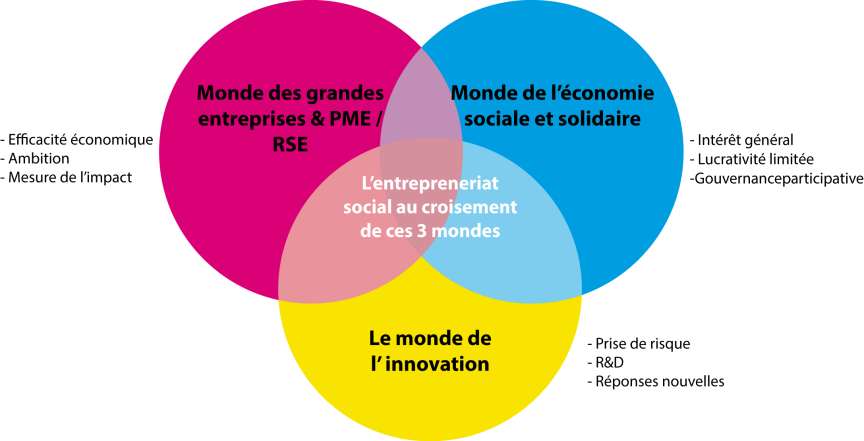 Monde des grandes
entreprises & PME /
RSE
Monde de l’économie
sociale et solidaire
- Efficacité économique
- Ambition
- Mesure de l’impact
- Intérêt général
- Lucrativité limitée
-Gouvernanceparticipative
L’entrepreneriat
social au croisement
de ces 3 mondes
Le monde de
l’ innovation
- Prise de risque
- R&D
- Réponses nouvelles